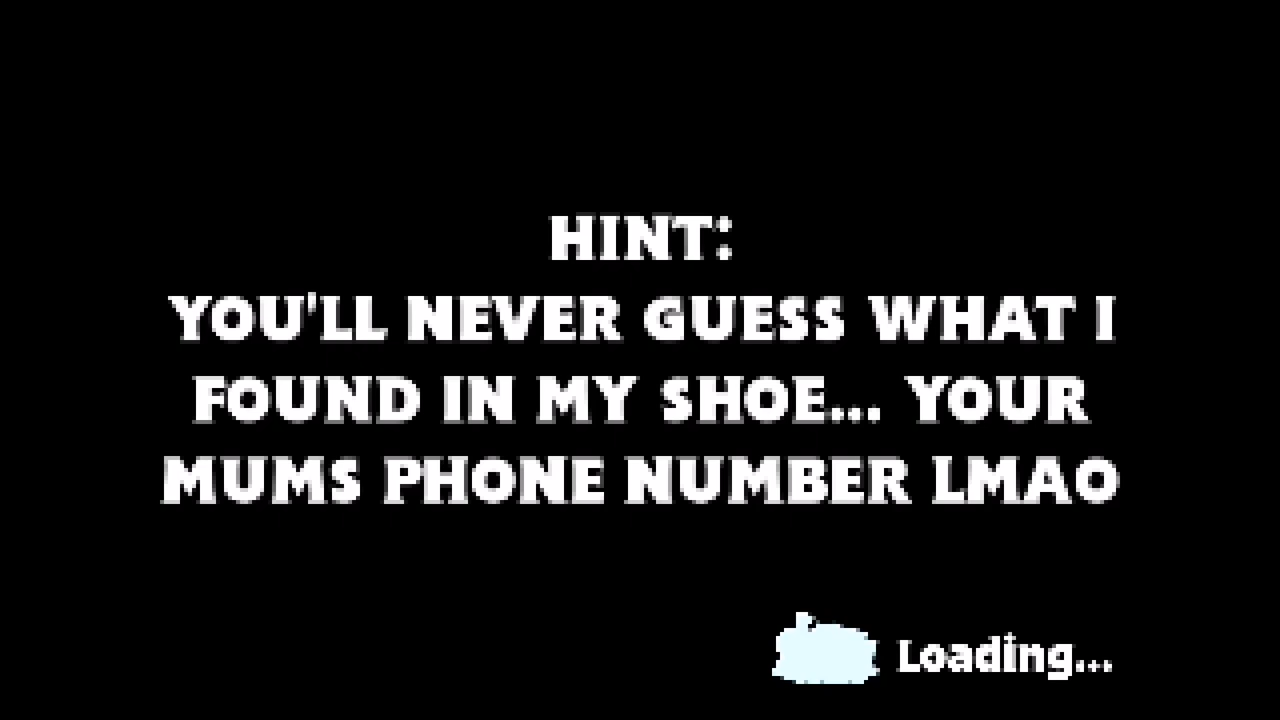 HINT:
YOU'LL NEVER GUESS WHAT I
FOUND IN MY SHOE... YOUR
MUMS PHONE NUMBER LMAO
Loading...